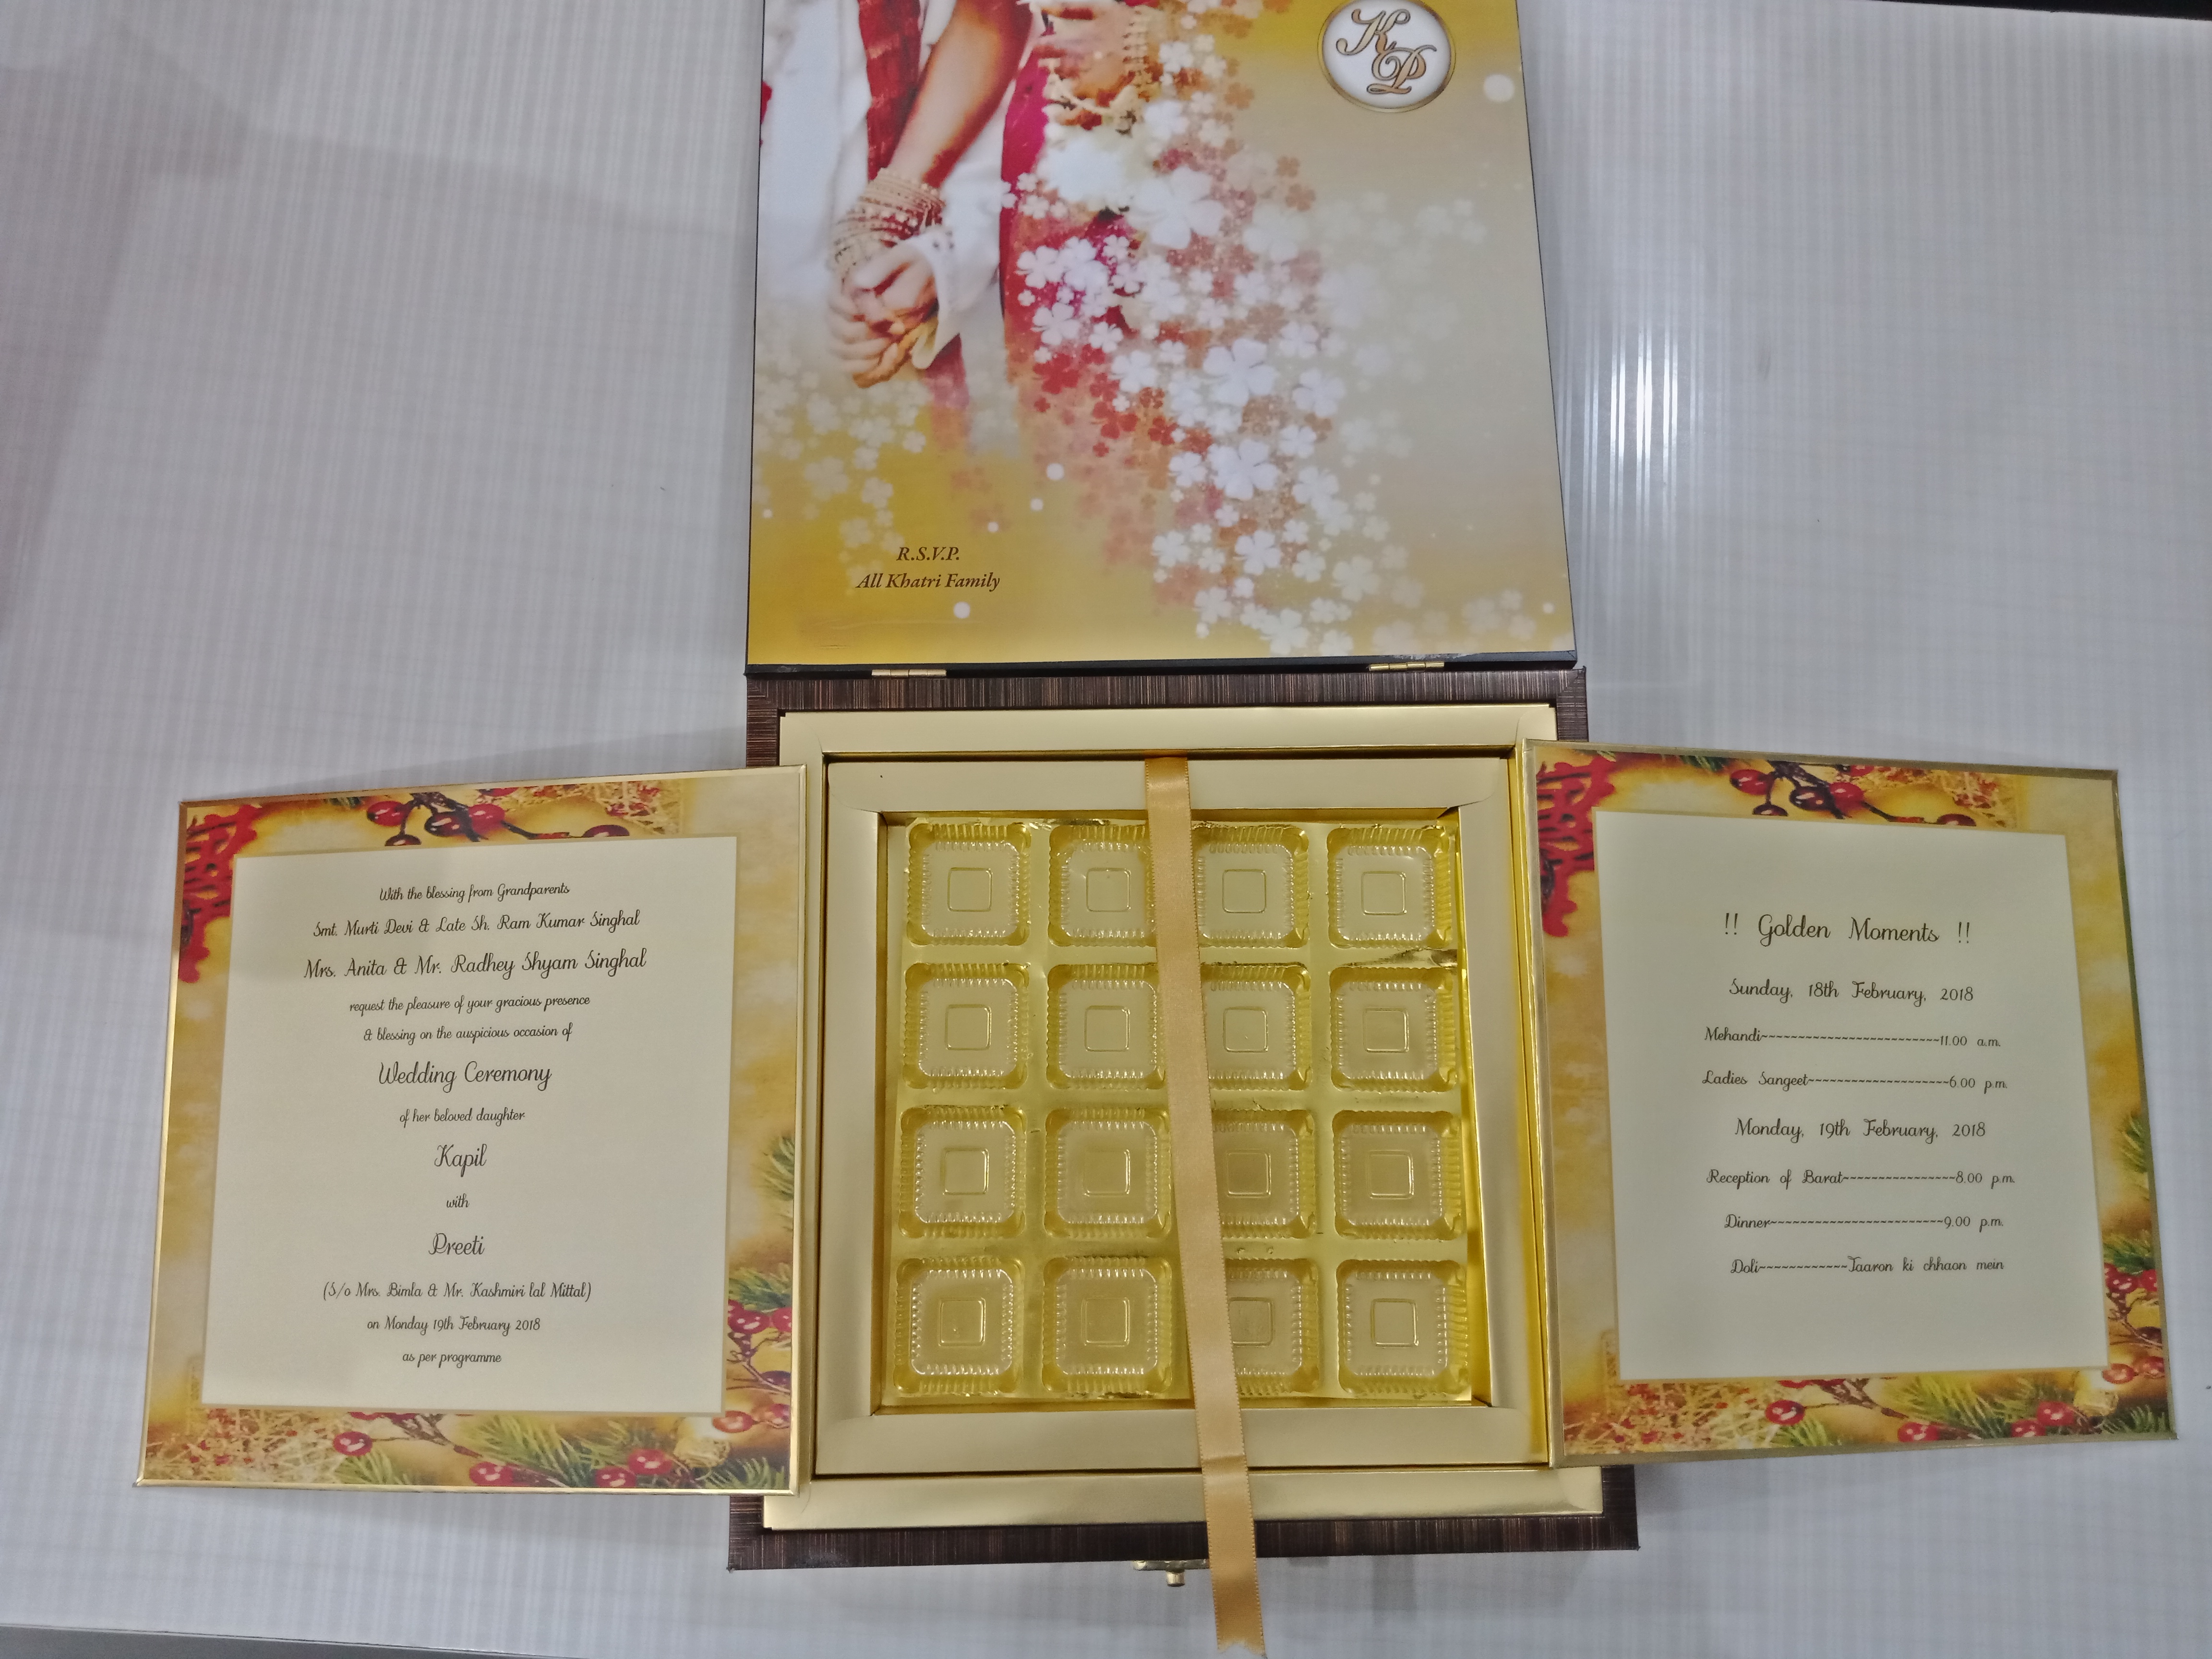 KP
R.S.V.P.
All Khatri Family
With the blessing from Grandparents
Smt. Murti Devi & Late Sh. Ram Kumar Singhal
Mrs. Anita & Mr. Radhey Shyam Singhal
request the pleasure of your gracious presence
& blessing on the auspicious occasion of
Wedding Ceremony
of her beloved daughter
Kapil
with
Preeti
(S/o Mrs. Bimla & Mr. Kashmiri lal Mittal)
on Monday 19th February 2018
as per programme
!! Golden Moments !!
Sunday, 18th February, 2018
Mehandi~~~~~~~~~~~~~~~~~~~~~~~~~~~11.00 a.m.
Ladies Sangeet~~~~~~~~~~~~~~~~~~~~~6.00 p.m.
Monday, 19th February, 2018
Reception of Barat~~~~~~~~~~~~~~~~8.00 p.m.
Dinner~~~~~~~~~~~~~~~~~~~~~~~~~~9.00 p.m.
Doli~~~~~~~~~~~~Taaron ki chhaon mein